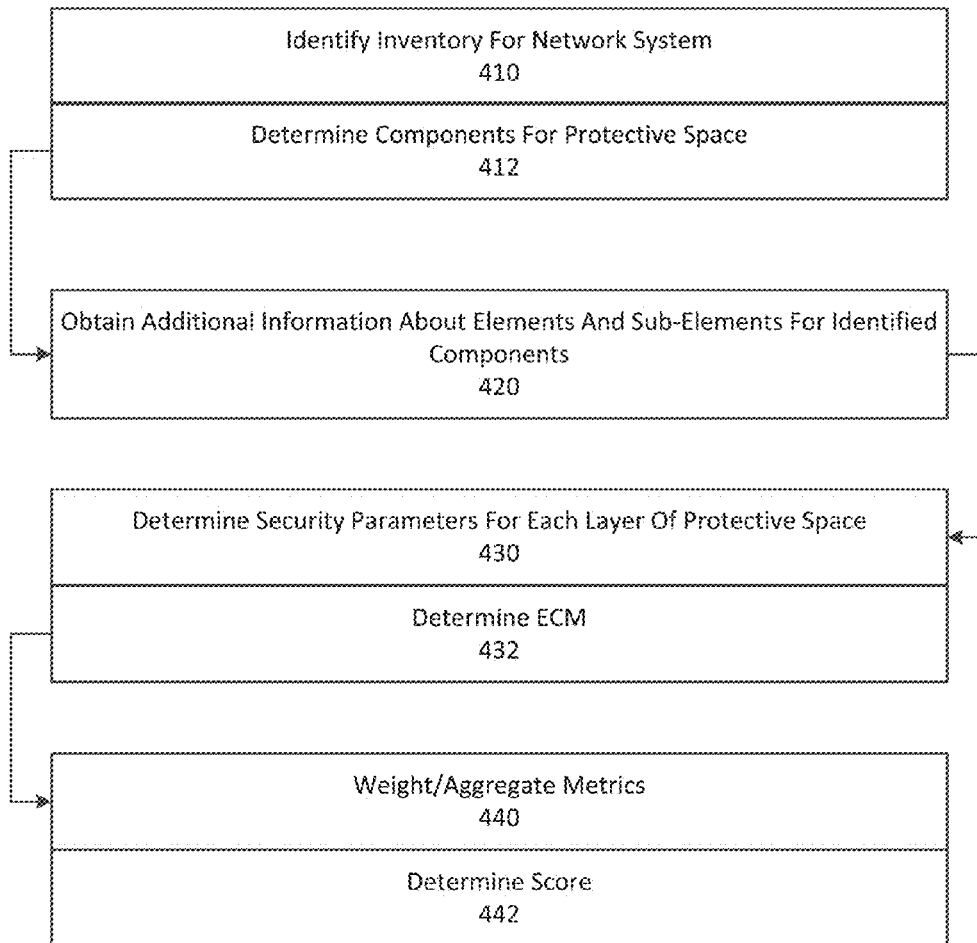 Identify Inventory For Network System
410
Determine Components For Protective Space
412
Obtain Additional Information About Elements And Sub-Elements For Identified
Components
420
Determine Security Parameters For Each Layer Of Protective Space
430
Determine ECM
432
Weight/Aggregate Metrics
440
Determine Score
442